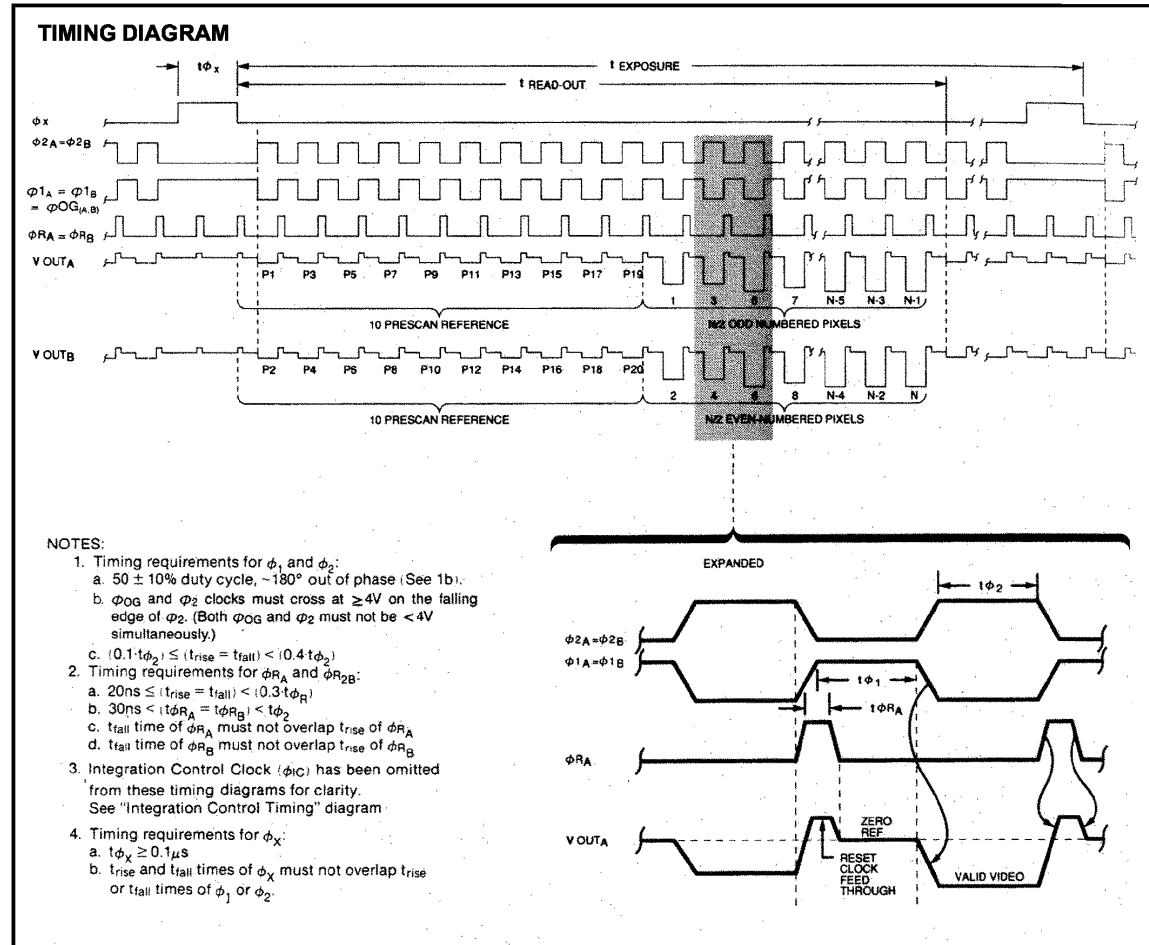 TIMING DIAGRAM
tφx
t EXPOSURE
t READ-OUT
φx
φ2A=φ2B
φ1A = φ1B
= φOG(A,B)
φRA=φRB
V OUTA
P1 P3 P5 P7 P9 P11 P13 P15 P17 P19
1 3 5 7 N-5 N-3 N-1
10 PRESCAN REFERENCE
N/2 ODD NUMBERED PIXELS
V OUTB
P2 P4 P6 P8 P10 P12 P14 P16 P18 P20
2 4 6 8 N-4 N-2 N
10 PRESCAN REFERENCE
N/2 EVEN-NUMBERED PIXELS
NOTES:
1. Timing requirements for φ1 and φ2:
a. 50 ± 10% duty cycle, ~180° out of phase (See 1b).
b. φOG and φ2 clocks must cross at ≥4V on the falling
edge of φ2. (Both φOG and φ2 must not be <4V
simultaneously.)
c. (0.1·tφ2) ≤ (trise = tfall) < (0.4·tφ2)
2. Timing requirements for φRA and φR2B:
a. 20ns ≤ (trise = tfall) < (0.3·tφR)
b. 30ns < (tφRA = tφRB) < tφ2
c. tfall time of φRA must not overlap trise of φRA
d. tfall time of φRB must not overlap trise of φRB
3. Integration Control Clock (φIC) has been omitted
from these timing diagrams for clarity.
See "Integration Control Timing" diagram
4. Timing requirements for φX:
a. tφX ≥ 0.1μs
b. trise and tfall times of φX must not overlap trise
or tfall times of φ1 or φ2.
EXPANDED
tφ2
φ2A=φ2B
φ1A=φ1B
tφ1
tφRA
φRA
V OUTA
ZERO
REF.
RESET
CLOCK
FEED
THROUGH
VALID VIDEO